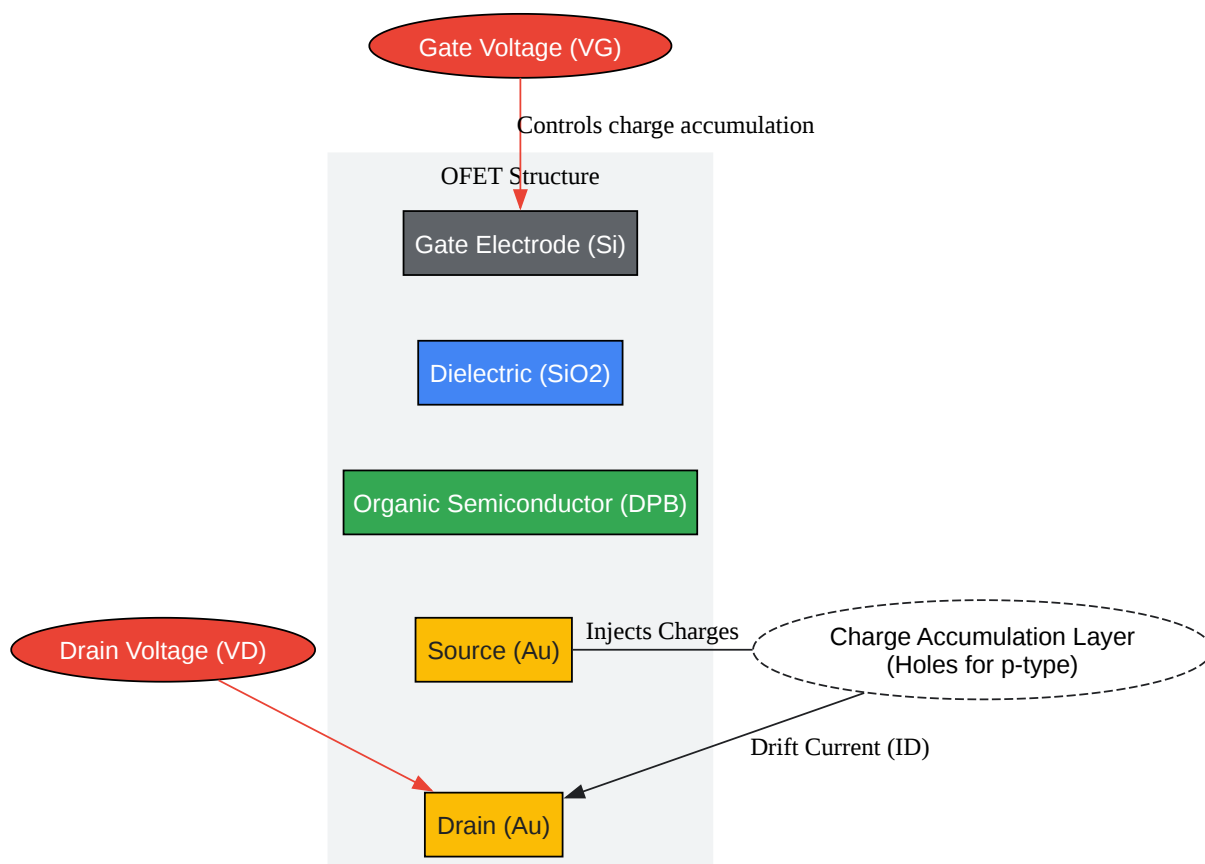 Gate Voltage (VG)
Controls charge accumulation
OFET Structure
Gate Electrode (Si)
Dielectric (SiO2)
Organic Semiconductor (DPB)
Drain Voltage (VD)
Source (Au)
Injects Charges
Charge Accumulation Layer
(Holes for p-type)
Drift Current (ID)
Drain (Au)